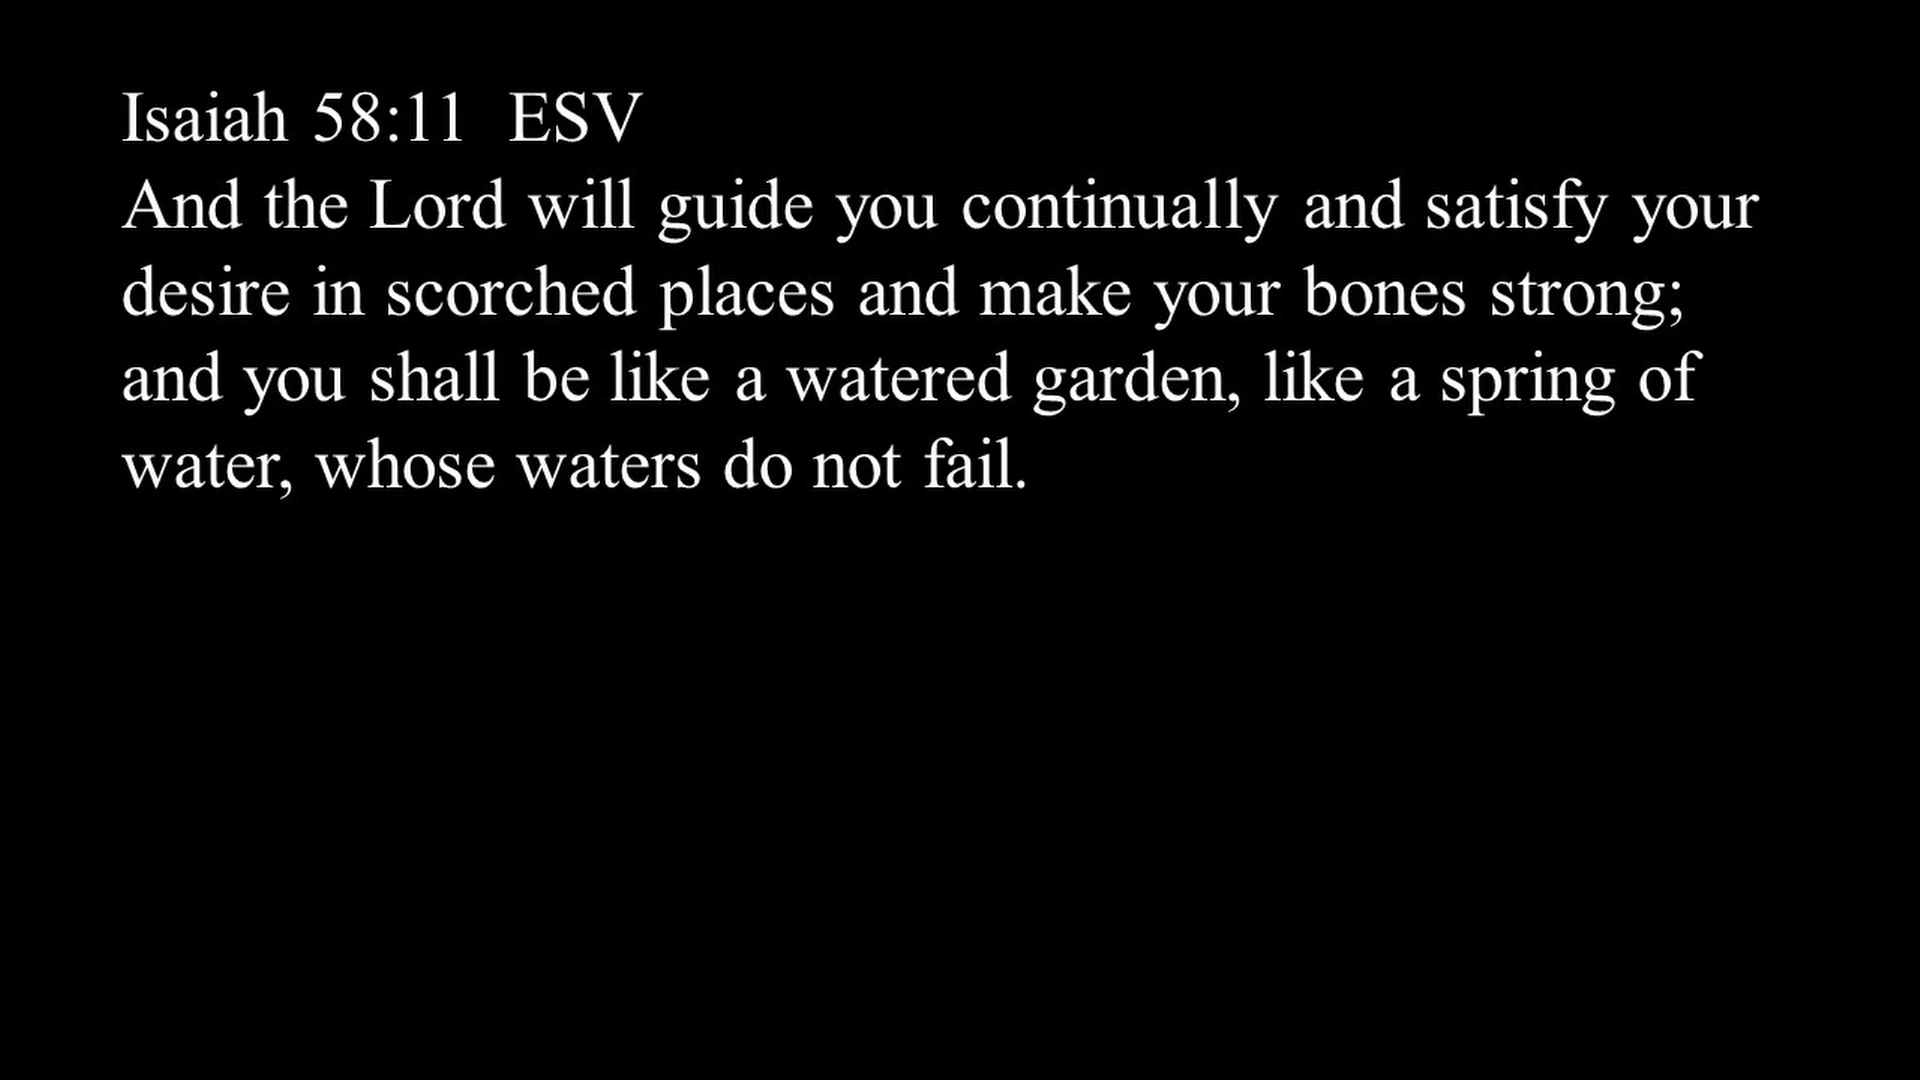 Isaiah 58:11  ESV
And the Lord will guide you continually and satisfy your
desire in scorched places and make your bones strong;
and you shall be like a watered garden, like a spring of
water, whose waters do not fail.